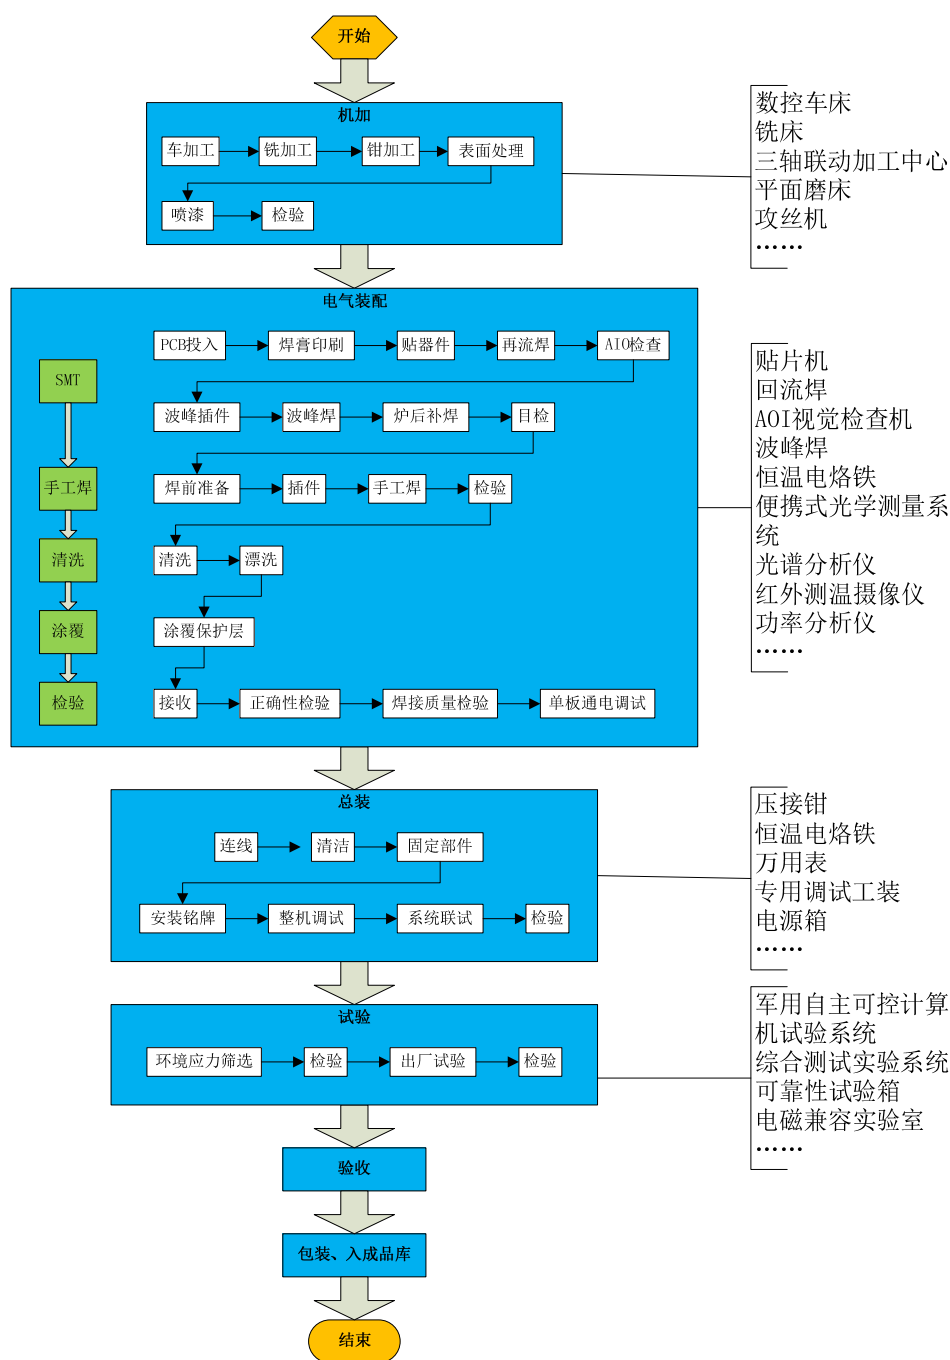 开始
机加
车加工
铣加工
钳加工
表面处理
喷漆
检验
数控车床
铣床
三轴联动加工中心
平面磨床
攻丝机
……
电气装配
SMT
手工焊
清洗
涂覆
检验
PCB投入
焊膏印刷
贴器件
再流焊
AIO检查
波峰插件
波峰焊
炉后补焊
目检
焊前准备
插件
手工焊
检验
清洗
漂洗
涂覆保护层
接收
正确性检验
焊接质量检验
单板通电调试
贴片机
回流焊
AOI视觉检查机
波峰焊
恒温电烙铁
便携式光学测量系
统
光谱分析仪
红外测温摄像仪
功率分析仪
……
总装
连线
清洁
固定部件
安装铭牌
整机调试
系统联试
检验
压接钳
恒温电烙铁
万用表
专用调试工装
电源箱
……
试验
环境应力筛选
检验
出厂试验
检验
军用自主可控计算
机试验系统
综合测试实验系统
可靠性试验箱
电磁兼容实验室
……
验收
包装、入成品库
结束